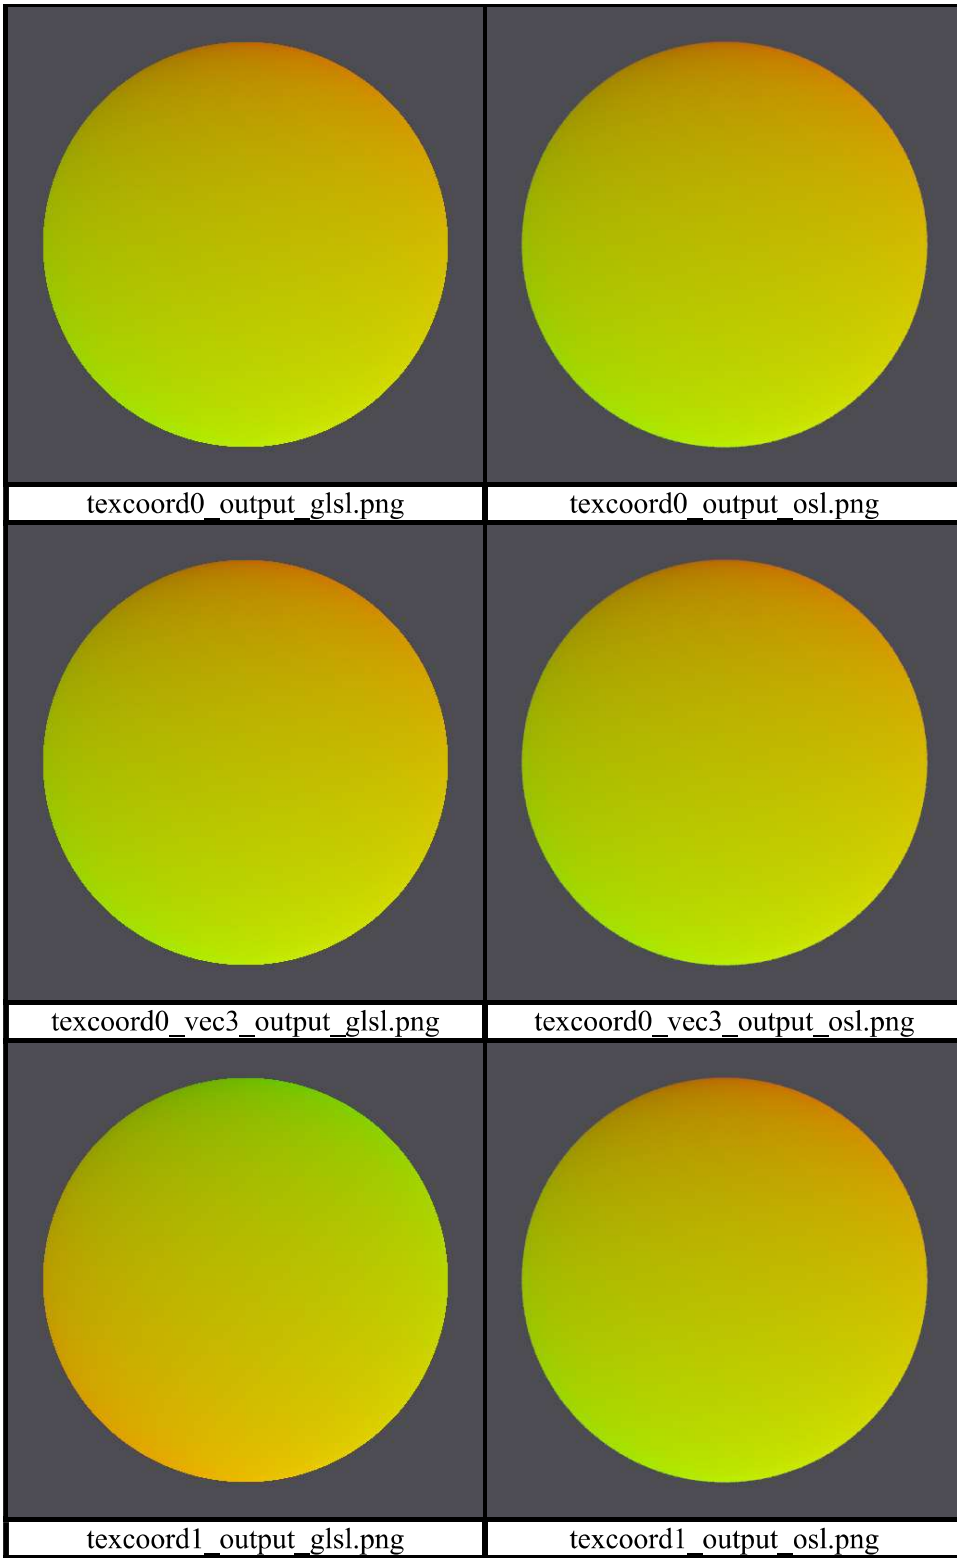 texcoord0_output_glsl.png
texcoord0_output_osl.png
texcoord0_vec3_output_glsl.png
texcoord0_vec3_output_osl.png
texcoord1_output_glsl.png
texcoord1_output_osl.png